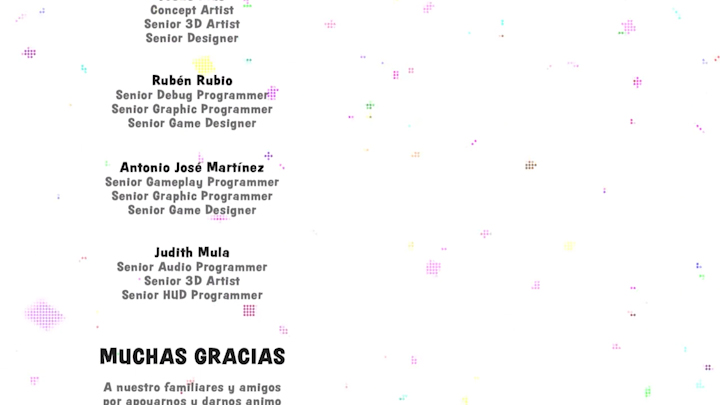 Concept Artist
Senior 3D Artist
Senior Designer
Rubén Rubio
Senior Debug Programmer
Senior Graphic Programmer
Senior Game Designer
Antonio José Martínez
Senior Gameplay Programmer
Senior Graphic Programmer
Senior Game Designer
Judith Mula
Senior Audio Programmer
Senior 3D Artist
Senior HUD Programmer
MUCHAS GRACIAS
A nuestro familiares y amigos
por apoyarnos y darnos animo